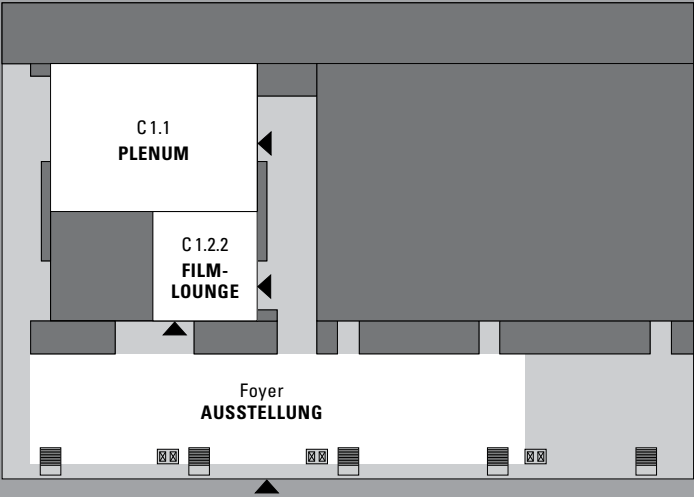 C 1.1
PLENUM
C 1.2.2
FILM-
LOUNGE
Foyer
AUSSTELLUNG